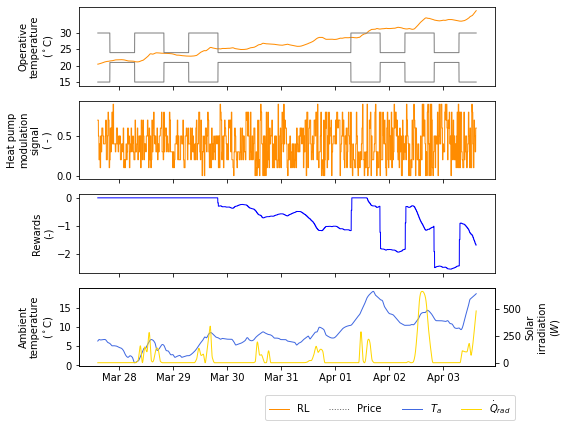 Operative
temperature
(°C)
30
25
20
15
Heat pump
modulation
signal
( - )
0.5
0.0
Rewards
(-)
0
−1
−2
Ambient
temperature
(°C)
15
10
5
0
Solar
irradiation
(W)
500
250
0
Mar 28 Mar 29 Mar 30 Mar 31 Apr 01 Apr 02 Apr 03
RL Price Tₐ Q̇rad